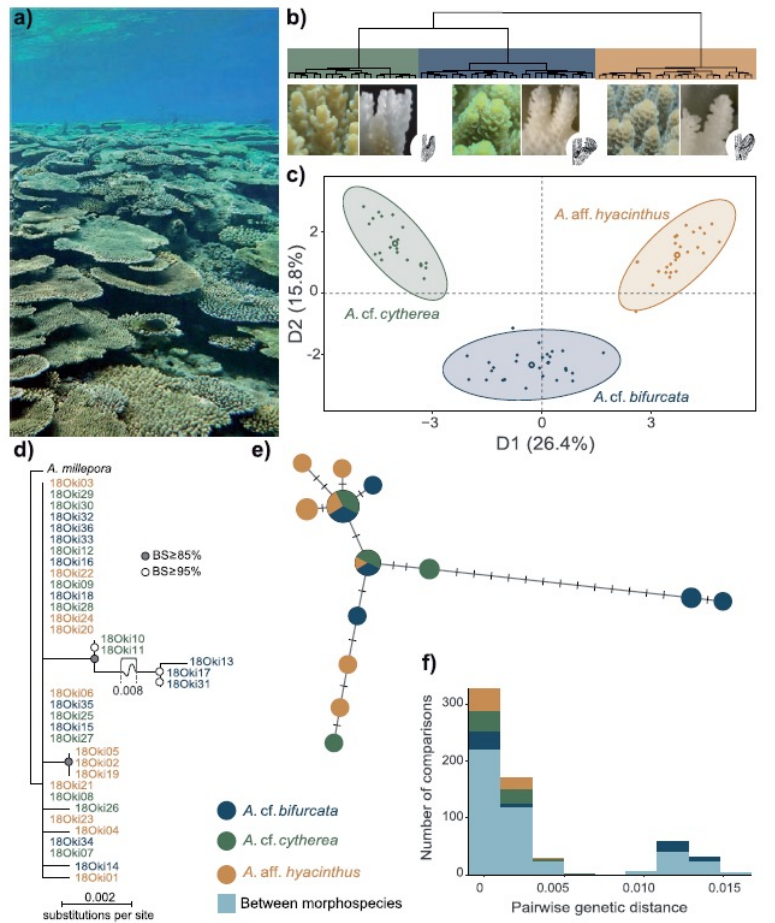 a)
b)
c)
A. aff. hyacinthus
A. cf. cytherea
A. cf. bifurcata
2
0
−2
D2 (15.8%)
−3
0
3
D1 (26.4%)
d)
A. millepora
18Oki03
18Oki29
18Oki30
18Oki32
18Oki36
18Oki33
18Oki12
18Oki16
18Oki22
18Oki09
18Oki18
18Oki28
18Oki24
18Oki20
18Oki10
18Oki11
18Oki13
18Oki17
18Oki31
0.008
18Oki06
18Oki35
18Oki25
18Oki15
18Oki27
18Oki05
18Oki02
18Oki19
18Oki21
18Oki08
18Oki26
18Oki23
18Oki04
18Oki34
18Oki07
18Oki14
18Oki01
BS≥85%
BS≥95%
0.002
substitutions per site
e)
A. cf. bifurcata
A. cf. cytherea
A. aff. hyacinthus
Between morphospecies
f)
Number of comparisons
300
200
100
0
0
0.005
0.010
0.015
Pairwise genetic distance